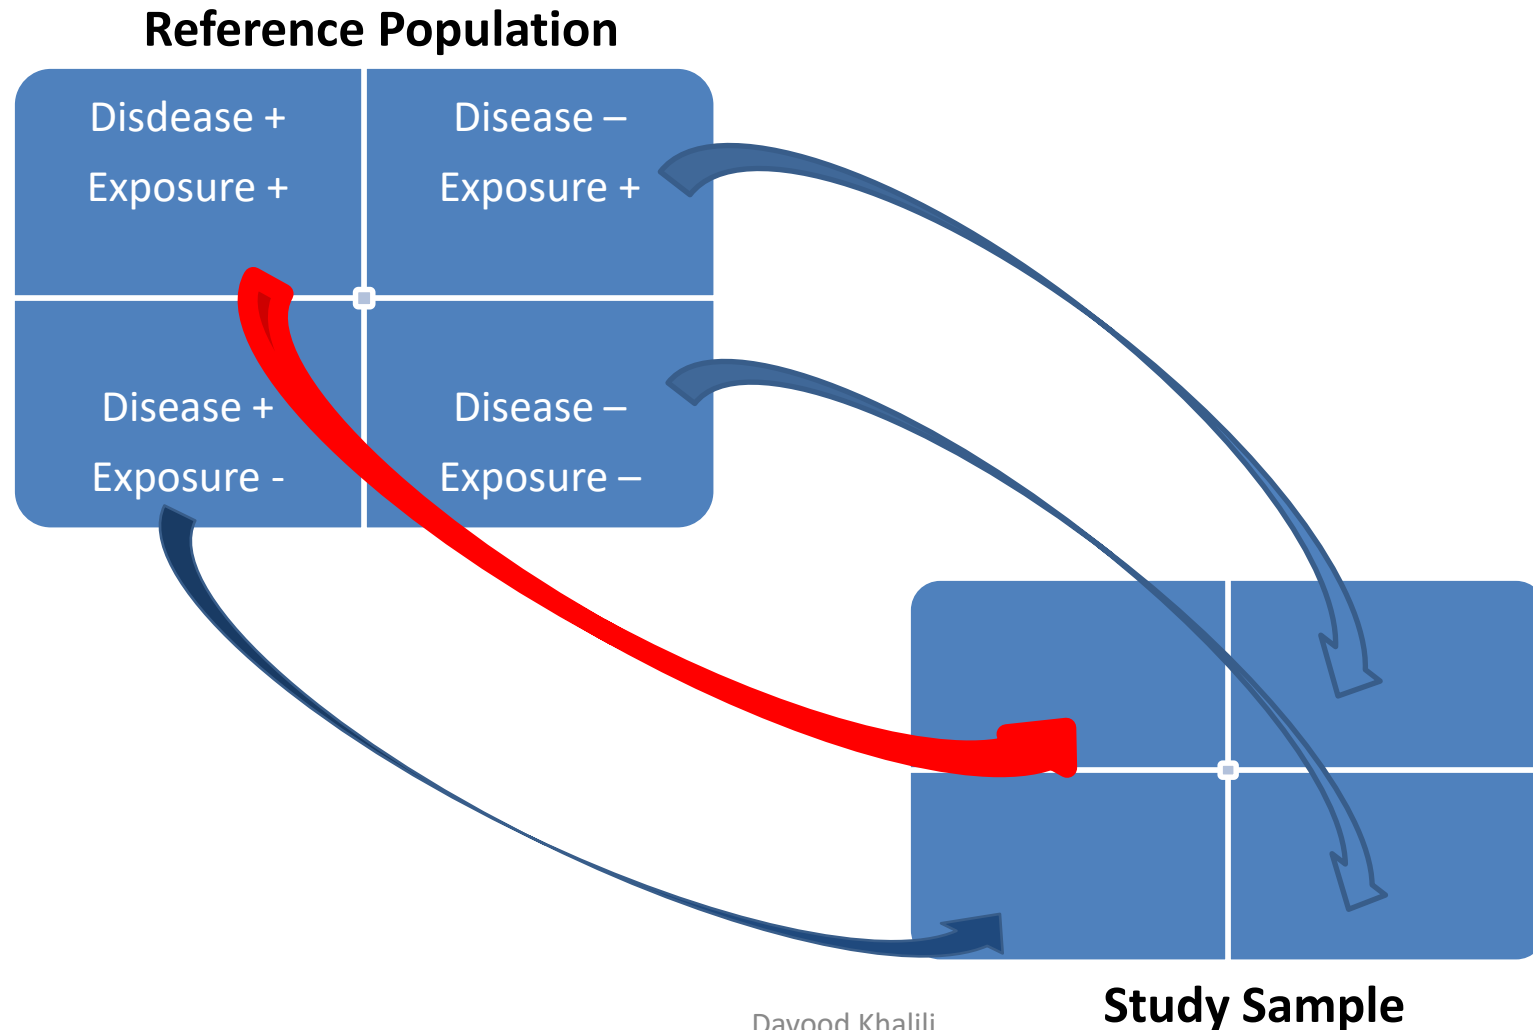 Reference Population
Disdease +
Exposure +
Disease –
Exposure +
Disease +
Exposure -
Disease –
Exposure –
Study Sample
Davood Khalili